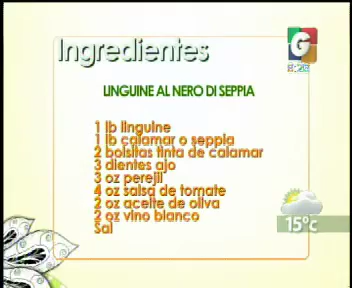 Ingredientes
G
LINGUINE AL NERO DI SEPPIA
1 lb linguine
1 lb calamar o seppia
2 bolsitas tinta de calamar
3 dientes ajo
3 oz perejil
4 oz salsa de tomate
2 oz aceite de oliva
2 oz vino blanco
Sal
15°c